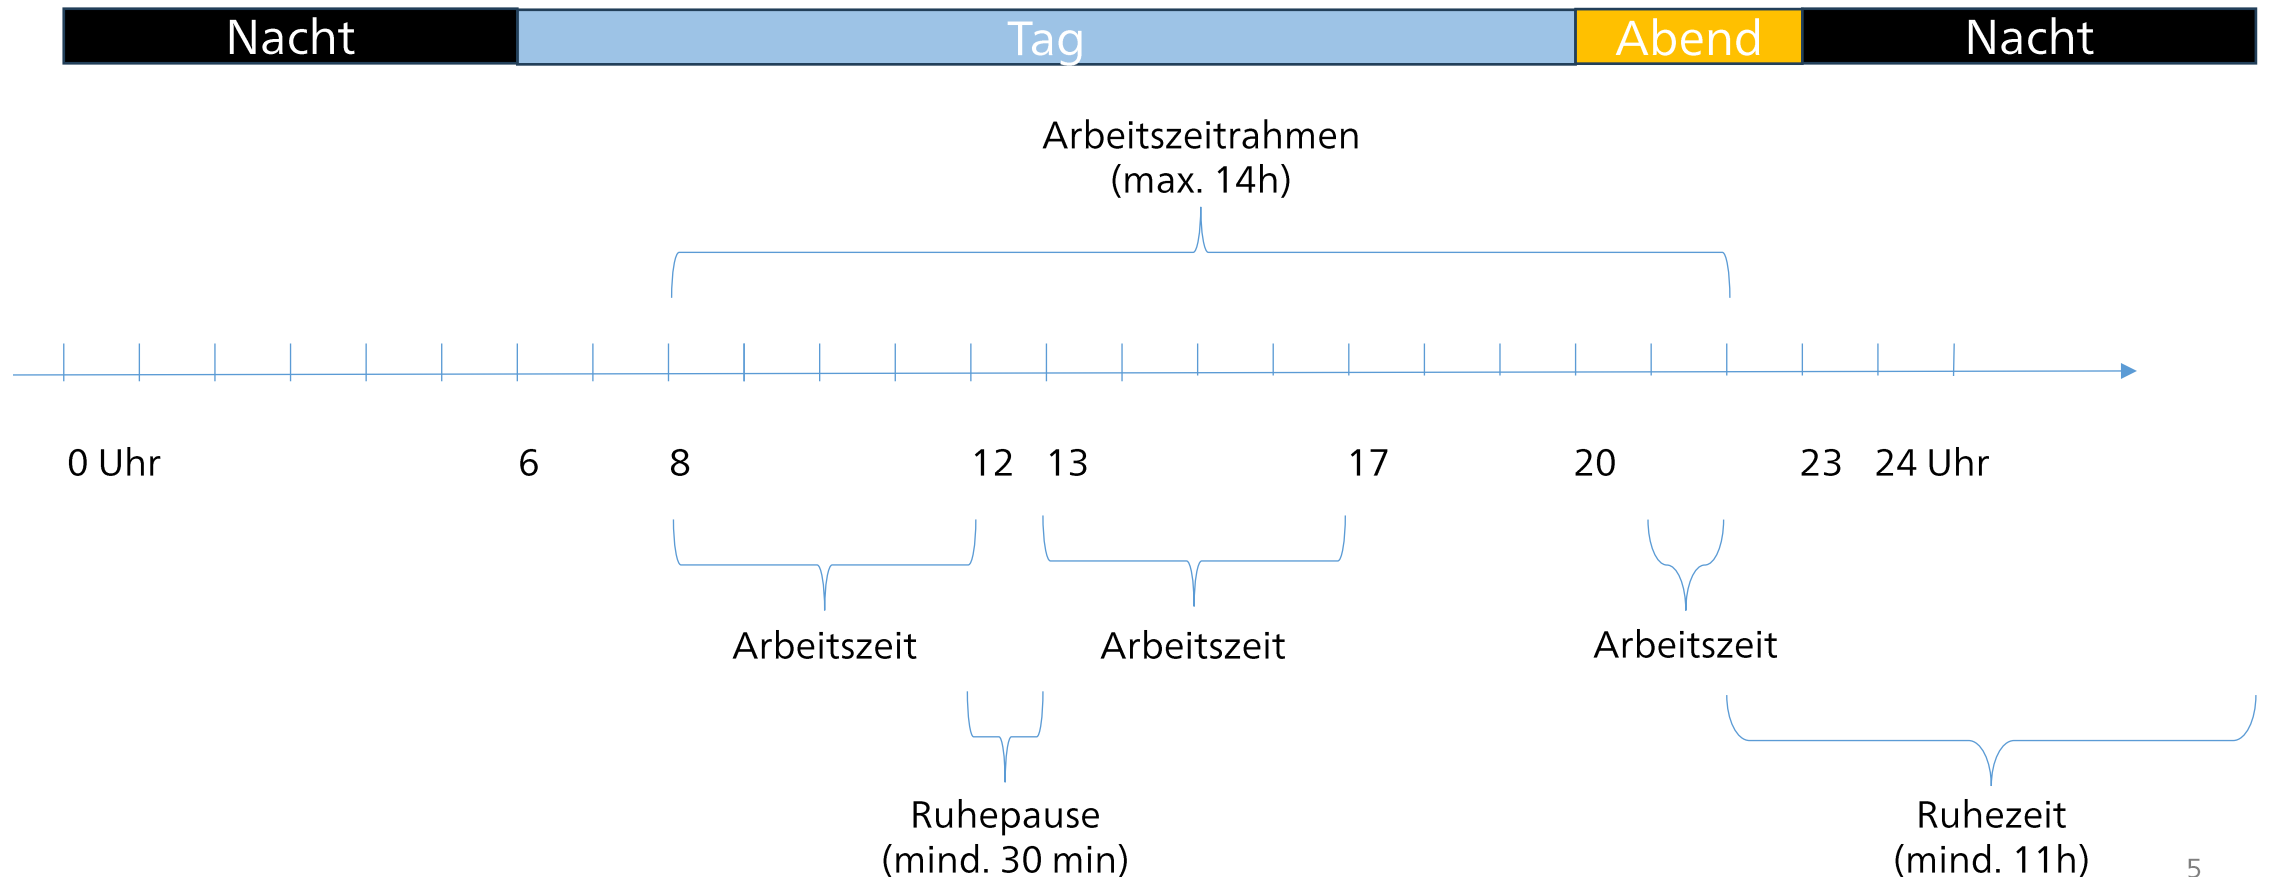 Nacht Tag Abend Nacht
Arbeitszeitrahmen
(max. 14h)
0 Uhr 6 8 12 13 17 20 23 24 Uhr
Arbeitszeit Arbeitszeit Arbeitszeit
Ruhepause Ruhezeit
(mind. 30 min) (mind. 11h)
5